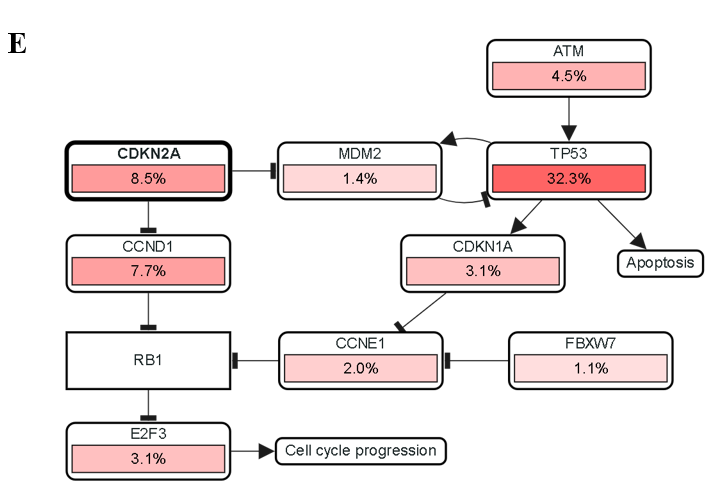 E
ATM
4.5%
CDKN2A
8.5%
MDM2
1.4%
TP53
32.3%
CCND1
7.7%
CDKN1A
3.1%
Apoptosis
RB1
CCNE1
2.0%
FBXW7
1.1%
E2F3
3.1%
Cell cycle progression